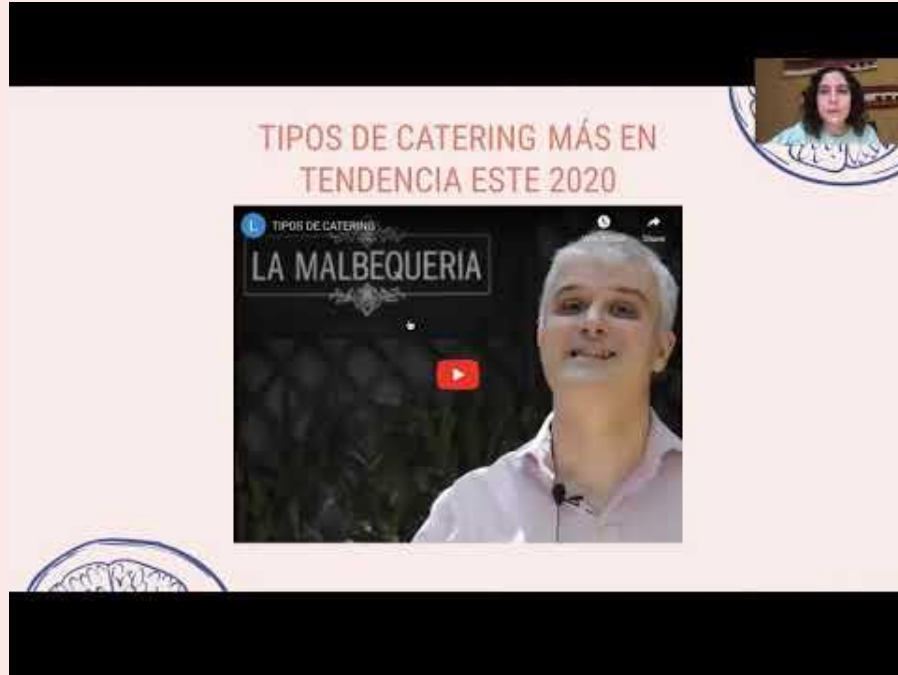 TIPOS DE CATERING MÁS EN
TENDENCIA ESTE 2020
L
TIPOS DE CATERING
Share
LA MALBEQUERIA